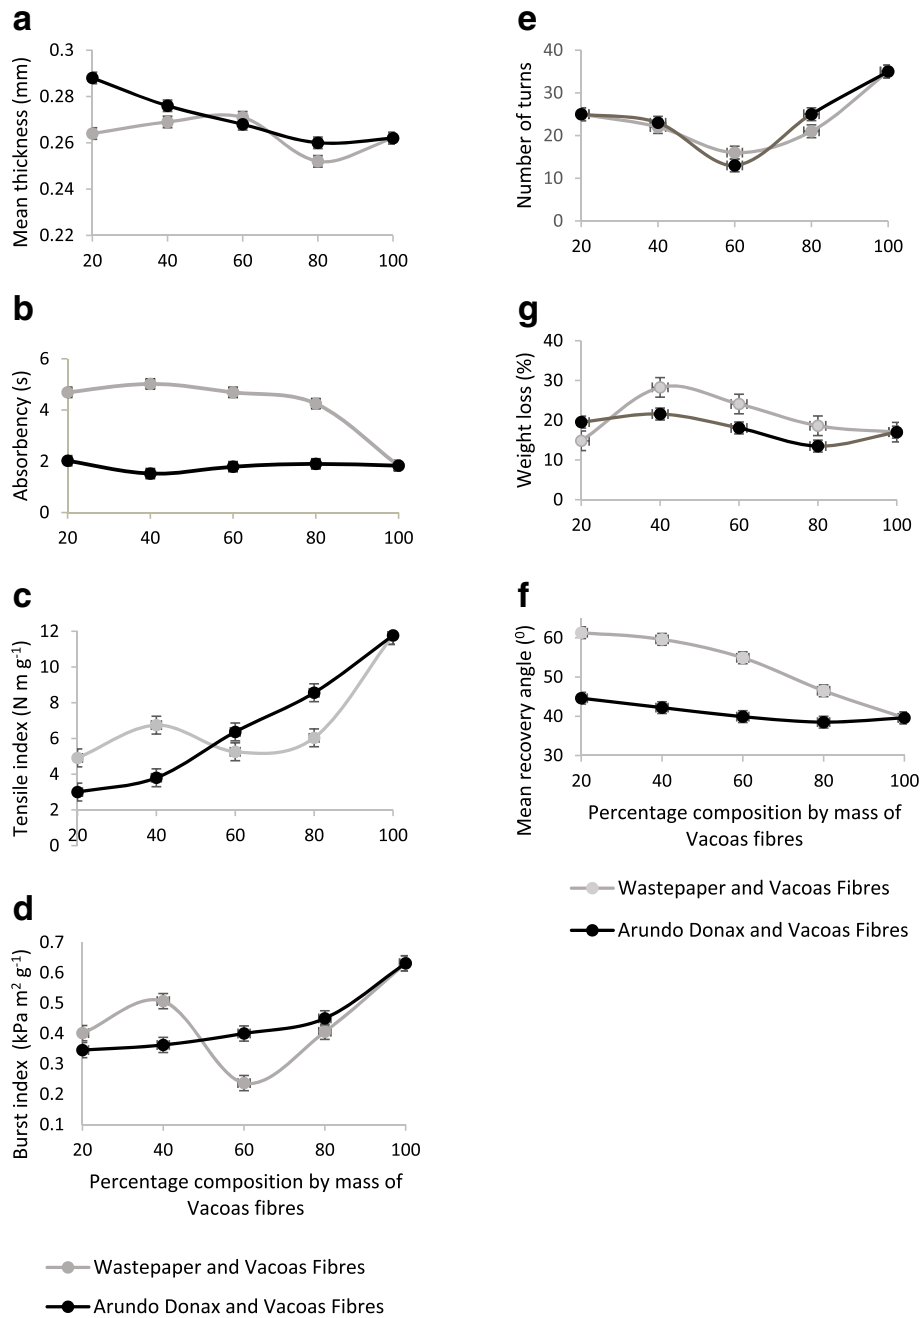 a
Mean thickness (mm)
0.3
0.28
0.26
0.24
0.22
20 40 60 80 100
b
Absorbency (s)
6
4
2
0
20 40 60 80 100
c
Tensile index (N m g⁻¹)
12
10
8
6
4
2
0
20 40 60 80 100
d
Burst index (kPa m² g⁻¹)
0.7
0.6
0.5
0.4
0.3
0.2
0.1
20 40 60 80 100
Percentage composition by mass of
Vacoas fibres
Wastepaper and Vacoas Fibres
Arundo Donax and Vacoas Fibres
e
Number of turns
40
30
20
10
0
20 40 60 80 100
g
Weight loss (%)
40
30
20
10
0
20 40 60 80 100
f
Mean recovery angle (⁰)
60
50
40
30
20 40 60 80 100
Percentage composition by mass of
Vacoas fibres
Wastepaper and Vacoas Fibres
Arundo Donax and Vacoas Fibres